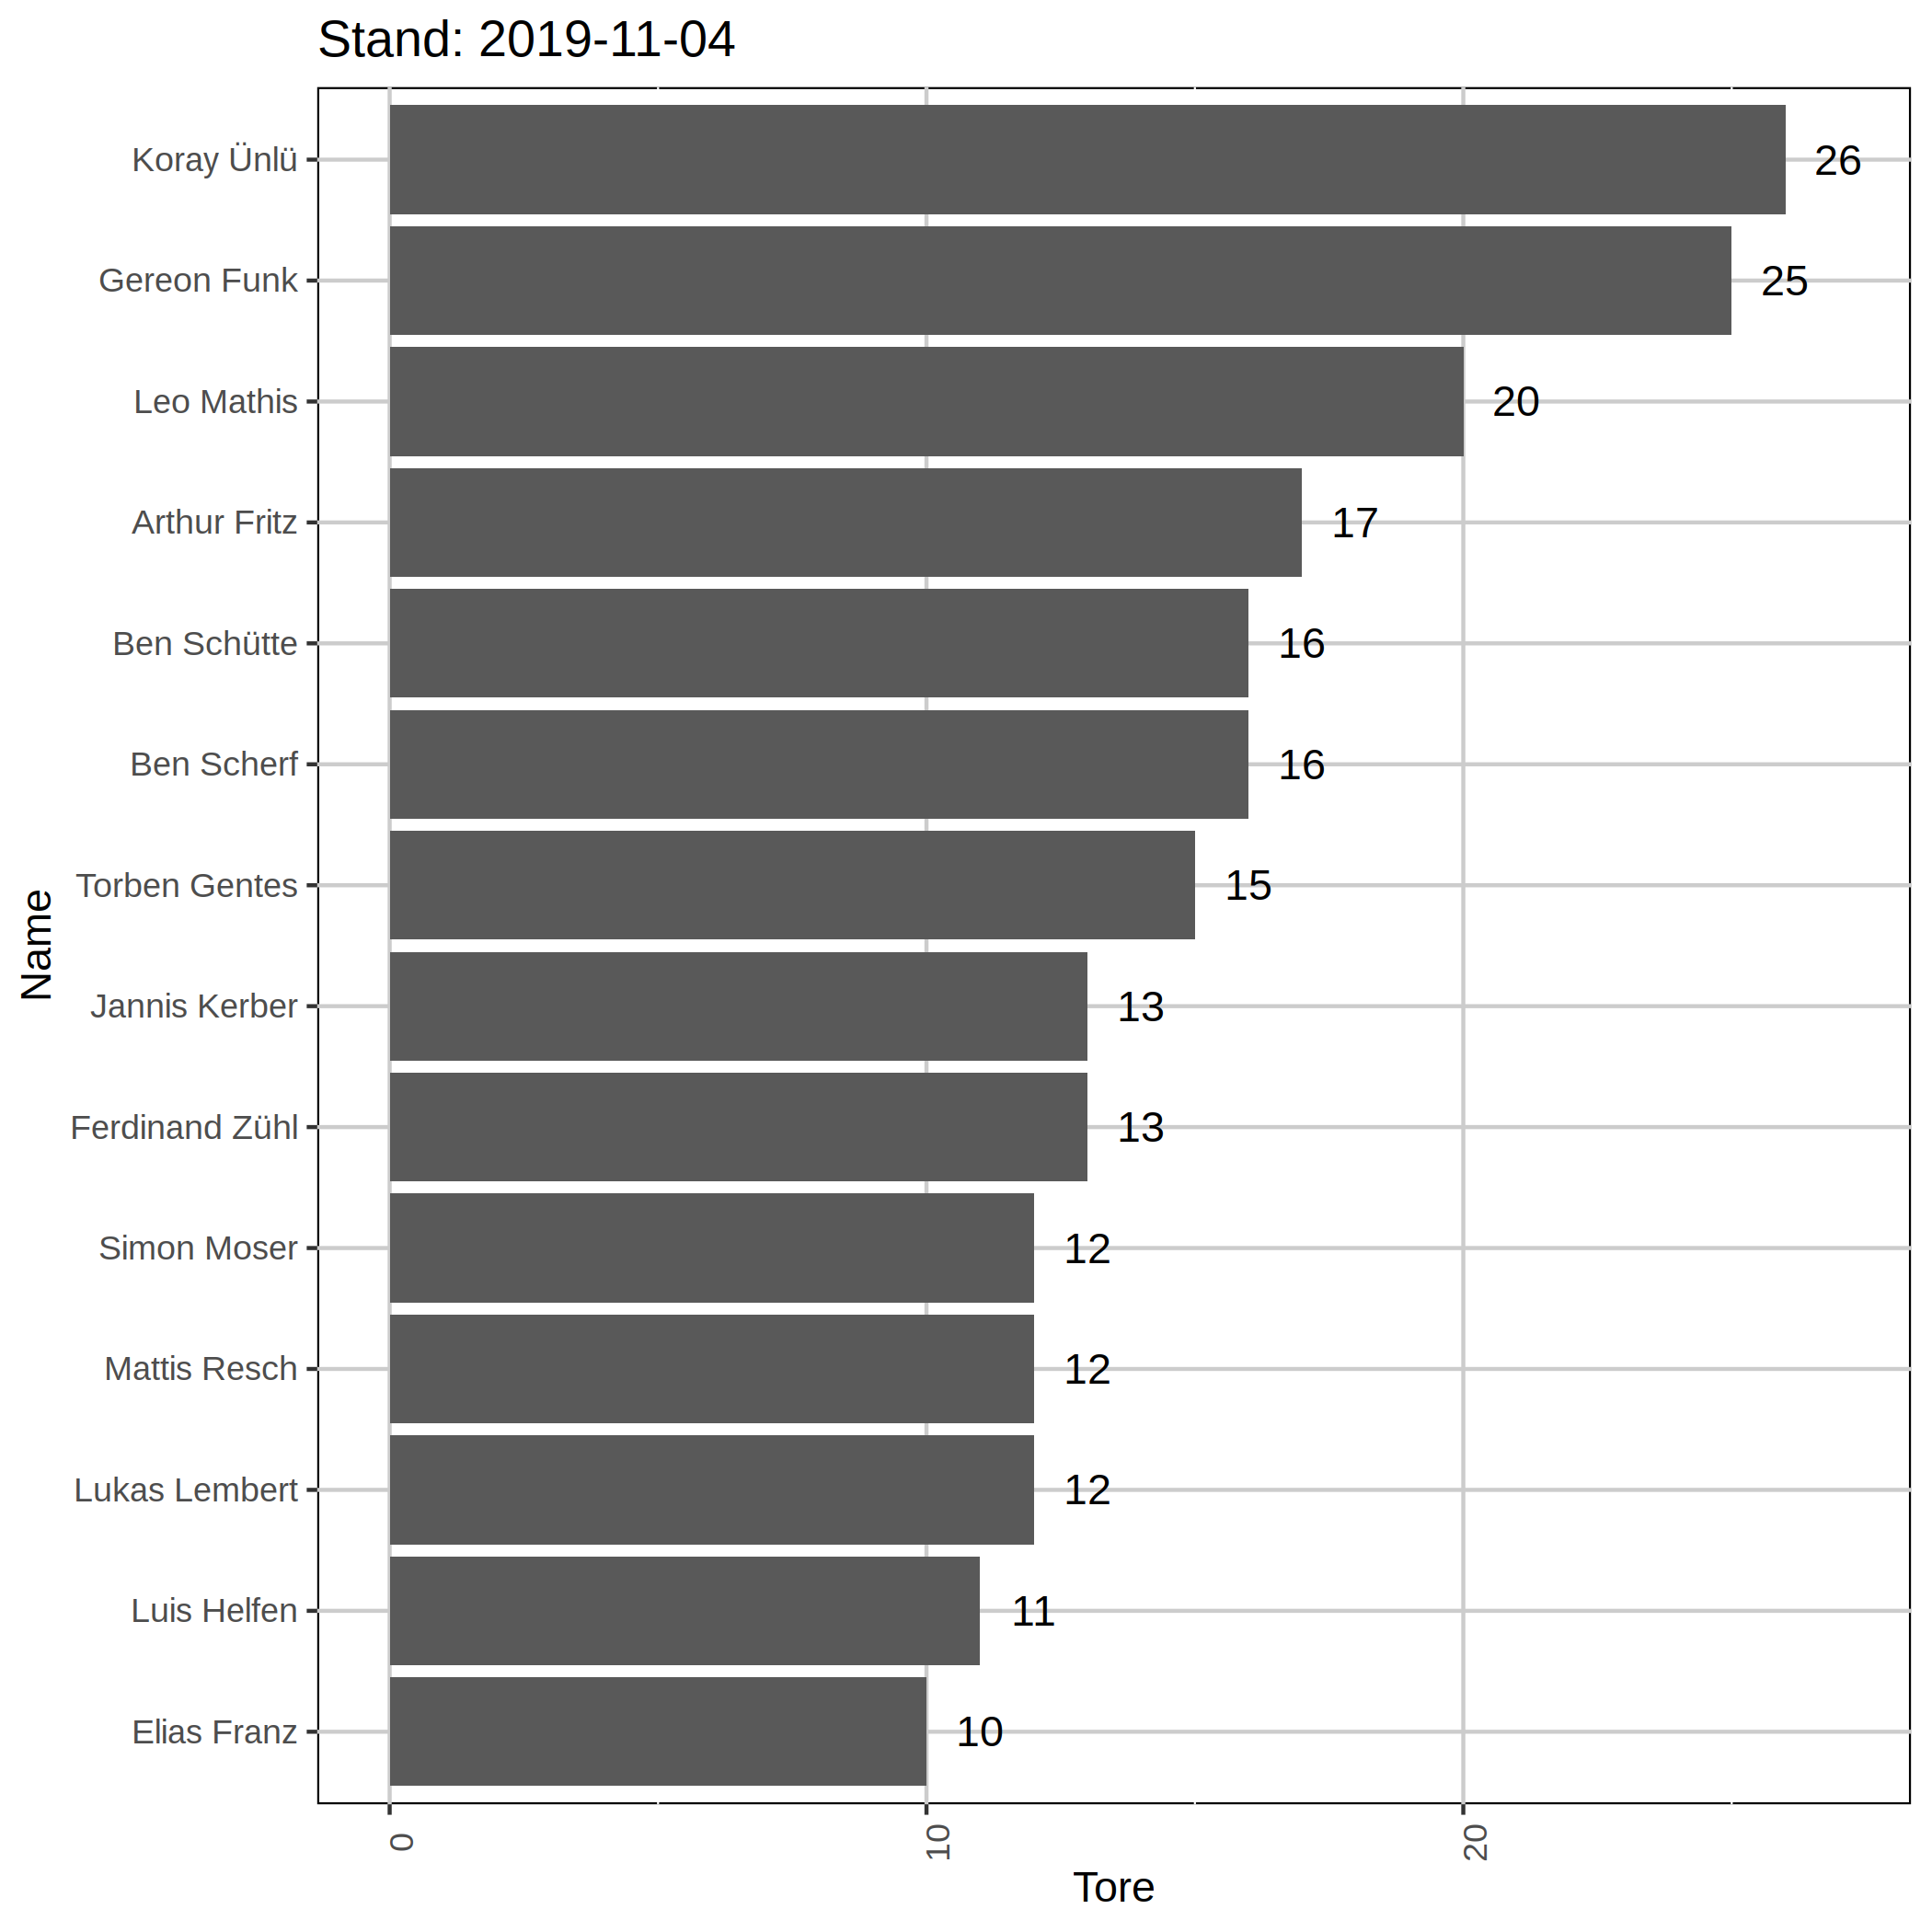 Stand: 2019-11-04
Koray Ünlü 26
Gereon Funk 25
Leo Mathis 20
Arthur Fritz 17
Ben Schütte 16
Ben Scherf 16
Torben Gentes 15
Jannis Kerber 13
Ferdinand Zühl 13
Simon Moser 12
Mattis Resch 12
Lukas Lembert 12
Luis Helfen 11
Elias Franz 10
Name
0 10 20
Tore